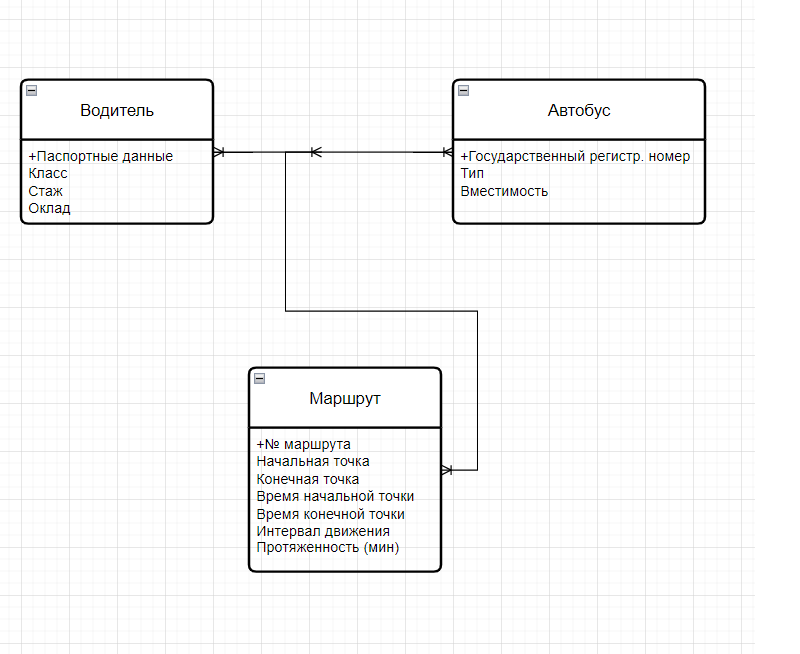 Водитель
+Паспортные данные
Класс
Стаж
Оклад
Автобус
+Государственный регистр. номер
Тип
Вместимость
Маршрут
+№ маршрута
Начальная точка
Конечная точка
Время начальной точки
Время конечной точки
Интервал движения
Протяженность (мин)